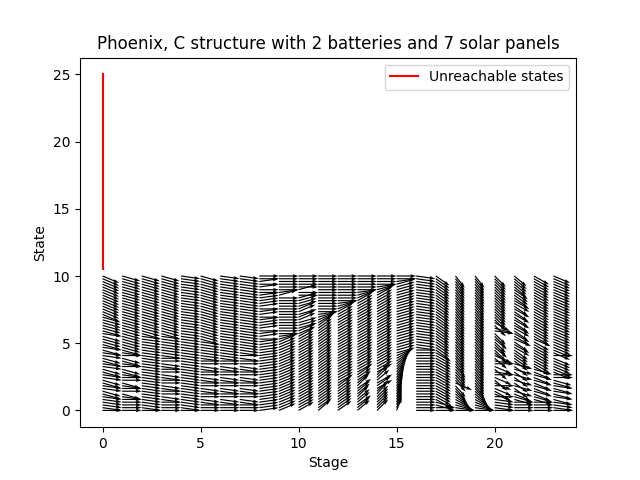 Phoenix, C structure with 2 batteries and 7 solar panels
Unreachable states
25
20
15
10
5
0
State
0 5 10 15 20
Stage